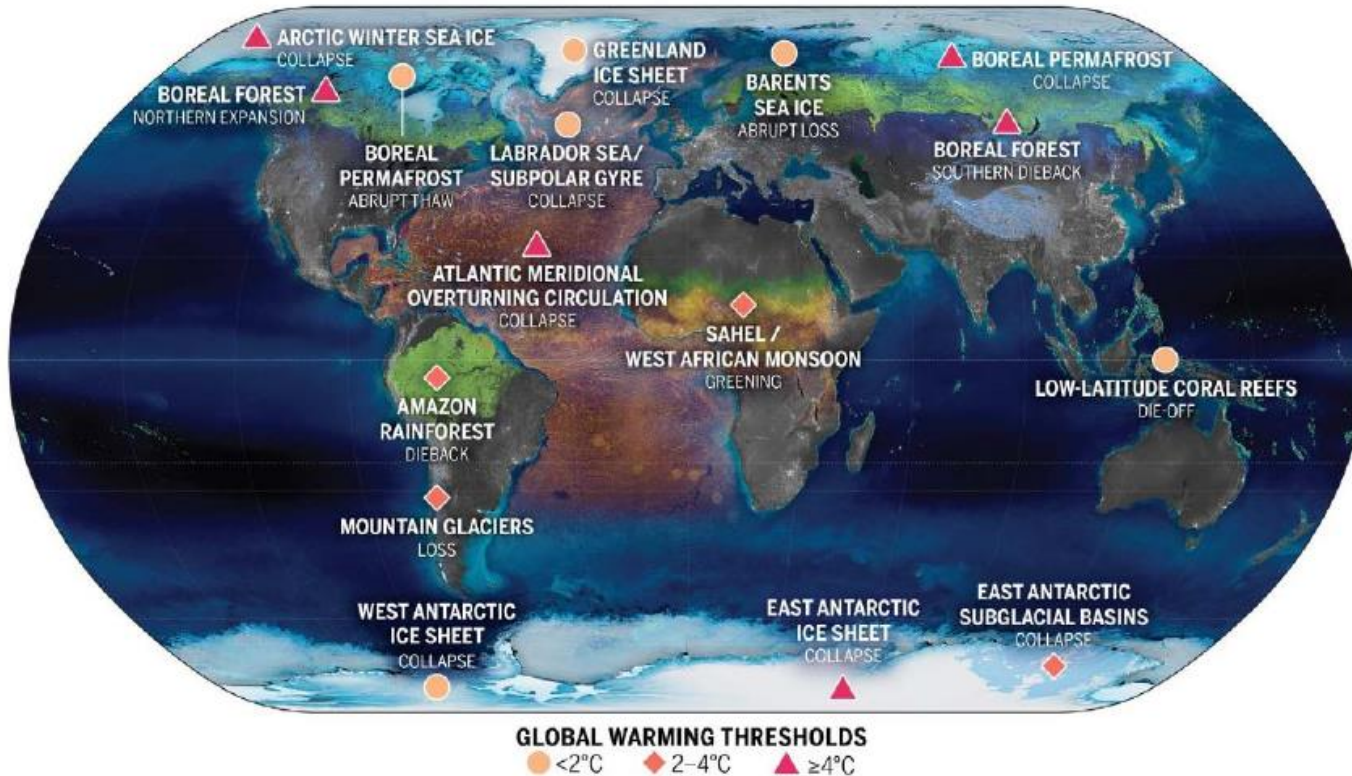 ARCTIC WINTER SEA ICE
COLLAPSE
BOREAL FOREST
NORTHERN EXPANSION
BOREAL
PERMAFROST
ABRUPT THAW
GREENLAND
ICE SHEET
COLLAPSE
LABRADOR SEA/
SUBPOLAR GYRE
COLLAPSE
BARENTS
SEA ICE
ABRUPT LOSS
BOREAL PERMAFROST
COLLAPSE
BOREAL FOREST
SOUTHERN DIEBACK
ATLANTIC MERIDIONAL
OVERTURNING CIRCULATION
COLLAPSE
SAHEL /
WEST AFRICAN MONSOON
GREENING
LOW-LATITUDE CORAL REEFS
DIE-OFF
AMAZON
RAINFOREST
DIEBACK
MOUNTAIN GLACIERS
LOSS
WEST ANTARCTIC
ICE SHEET
COLLAPSE
EAST ANTARCTIC
ICE SHEET
COLLAPSE
EAST ANTARCTIC
SUBGLACIAL BASINS
COLLAPSE
GLOBAL WARMING THRESHOLDS
<2°C 2–4°C ≥4°C